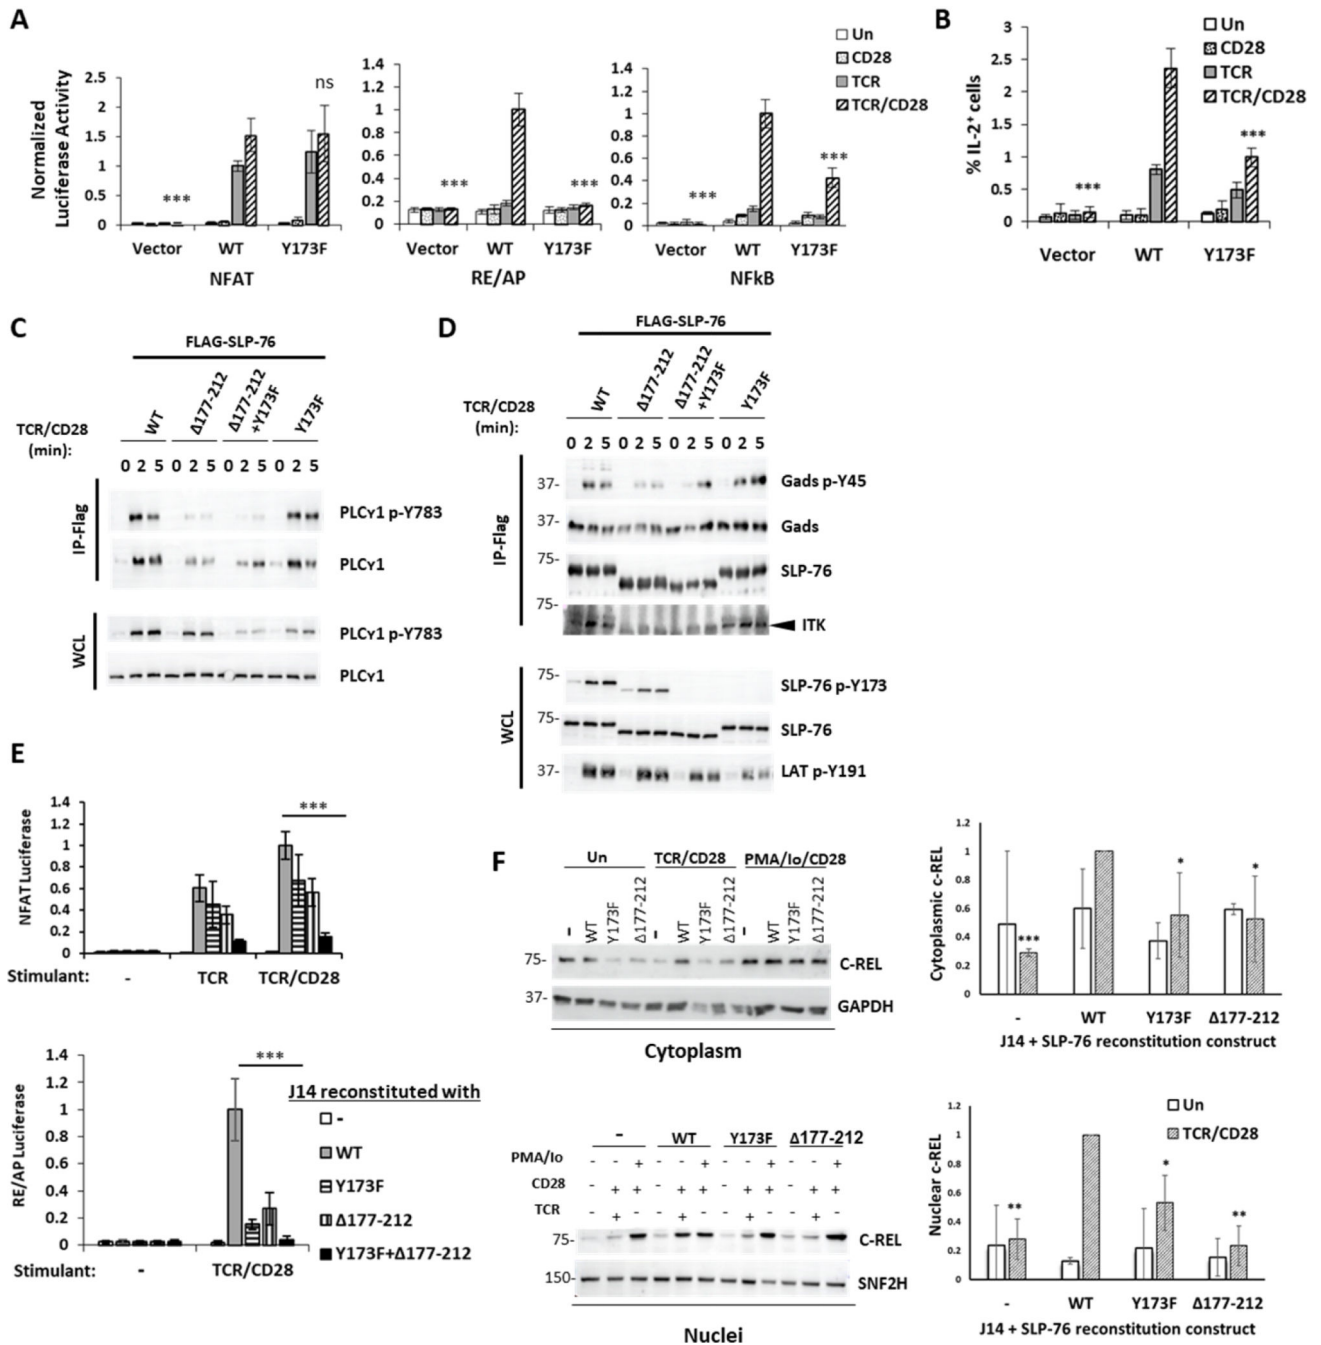 A
Normalized
Luciferase Activity
2.5
2
1.5
1
0.5
0
***
ns
Vector WT Y173F
NFAT
1.4
1.2
1
0.8
0.6
0.4
0.2
0
*** ***
Vector WT Y173F
RE/AP
1.4
1.2
1
0.8
0.6
0.4
0.2
0
*** ***
Vector WT Y173F
NFkB
Un
CD28
TCR
TCR/CD28
B
% IL-2+ cells
3
2.5
2
1.5
1
0.5
0
*** ***
Vector WT Y173F
Un
CD28
TCR
TCR/CD28
C
FLAG-SLP-76
WT Δ177-212 Δ177-212 +Y173F Y173F
TCR/CD28
(min):
0 2 5 0 2 5 0 2 5 0 2 5
IP-Flag
PLCγ1 p-Y783
PLCγ1
WCL
PLCγ1 p-Y783
PLCγ1
D
FLAG-SLP-76
WT Δ177-212 Δ177-212 +Y173F Y173F
TCR/CD28
(min):
0 2 5 0 2 5 0 2 5 0 2 5
IP-Flag
37- Gads p-Y45
37- Gads
75- SLP-76
75-
ITK
WCL
75- SLP-76 p-Y173
75- SLP-76
37- LAT p-Y191
E
NFAT Luciferase
1.4
1.2
1
0.8
0.6
0.4
0.2
0
***
Stimulant: - TCR TCR/CD28
RE/AP Luciferase
1.4
1.2
1
0.8
0.6
0.4
0.2
0
***
Stimulant: - TCR/CD28
J14 reconstituted with
-
WT
Y173F
Δ177-212
Y173F+Δ177-212
F
Un TCR/CD28 PMA/Io/CD28
- WT Y173F Δ177-212 - WT Y173F Δ177-212 - WT Y173F Δ177-212
75- C-REL
37- GAPDH
Cytoplasm
Cytoplasmic c-REL
1.2
1
0.8
0.6
0.4
0.2
0
*** * *
- WT Y173F Δ177-212
J14 + SLP-76 reconstitution construct
- WT Y173F Δ177-212
PMA/Io - - + - - + - - + - - +
CD28 - + + - + + - + + - + +
TCR - + - + - + - +
75- C-REL
150- SNF2H
Nuclei
Nuclear c-REL
1.2
1
0.8
0.6
0.4
0.2
0
** * **
Un
TCR/CD28
- WT Y173F Δ177-212
J14 + SLP-76 reconstitution construct